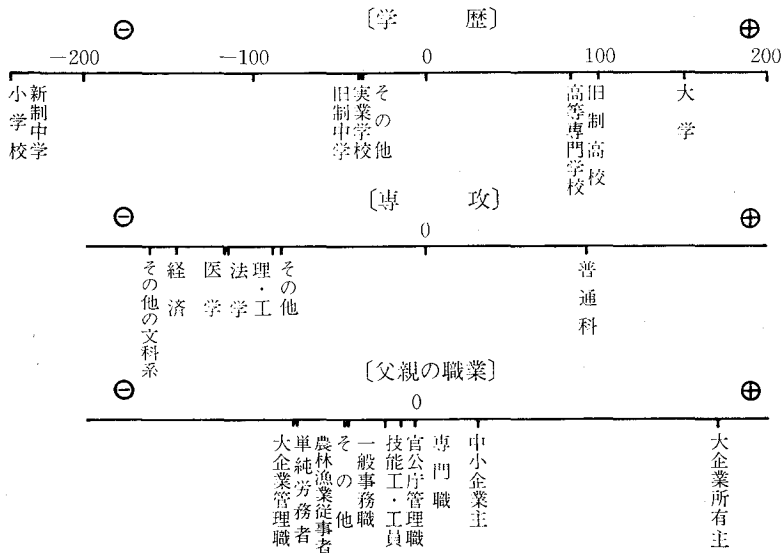 〔学歴〕
⊖ ⊕
−200 −100 0 100 200
小学校
新制中学
旧制中学
実業学校
その他
高等専門学校
旧制高校
大学
〔専攻〕
⊖ 0 ⊕
その他の文科系
経済
医学
法学
理・工
その他
普通科
〔父親の職業〕
⊖ 0 ⊕
大企業管理職
単純労務者
農林漁業従事者
その他
一般事務職
技能工・工員
官公庁管理職
専門職
中小企業主
大企業所有主